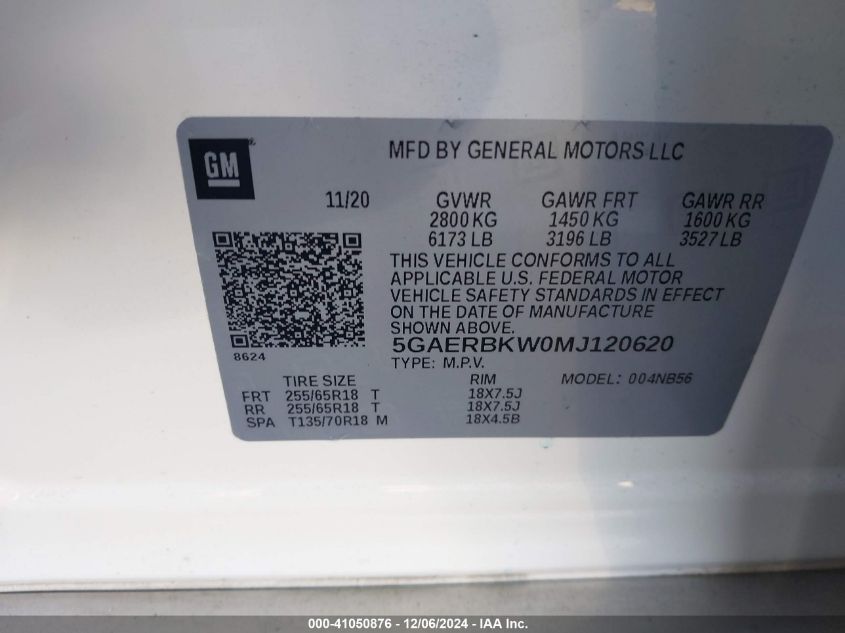 GM
MFD BY GENERAL MOTORS LLC
11/20 GVWR GAWR FRT GAWR RR
2800 KG 1450 KG 1600 KG
6173 LB 3196 LB 3527 LB
THIS VEHICLE CONFORMS TO ALL
APPLICABLE U.S. FEDERAL MOTOR
VEHICLE SAFETY STANDARDS IN EFFECT
ON THE DATE OF MANUFACTURE
SHOWN ABOVE.
5GAERBKW0MJ120620
8624
TYPE: M.P.V.
TIRE SIZE RIM MODEL: 004NB56
FRT 255/65R18 T 18X7.5J
RR 255/65R18 T 18X7.5J
SPA T135/70R18 M 18X4.5B
000-41050876 - 12/06/2024 - IAA Inc.